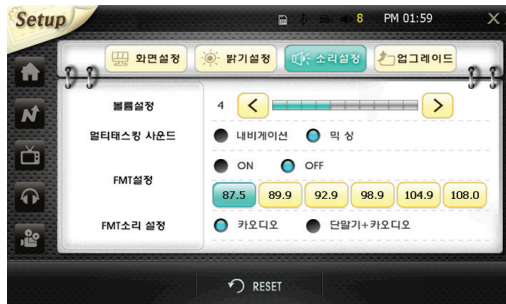 Setup 8 PM 01:59
화면설정 밝기설정 소리설정 업그레이드
볼륨설정 4
멀티태스킹 사운드 내비게이션 믹 싱
FMT설정 ON OFF
87.5 89.9 92.9 98.9 104.9 108.0
FMT소리 설정 카오디오 단말기+카오디오
RESET